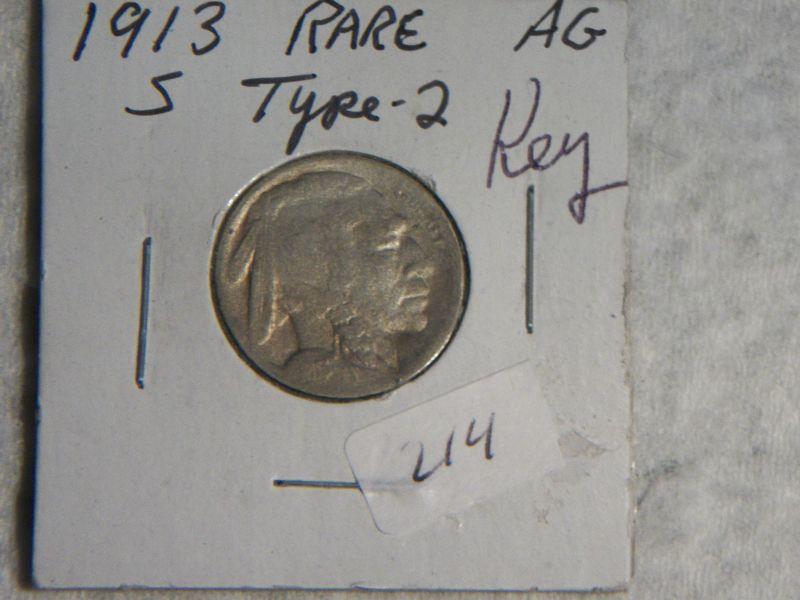 1913 RARE AG
S Type-2 Key
214